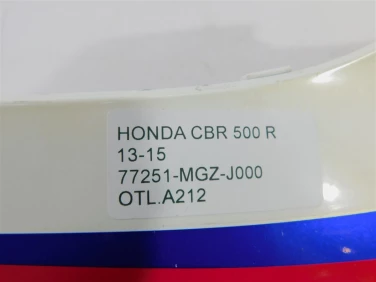 HONDA CBR 500 R
13-15
77251-MGZ-J000
OTL.A212